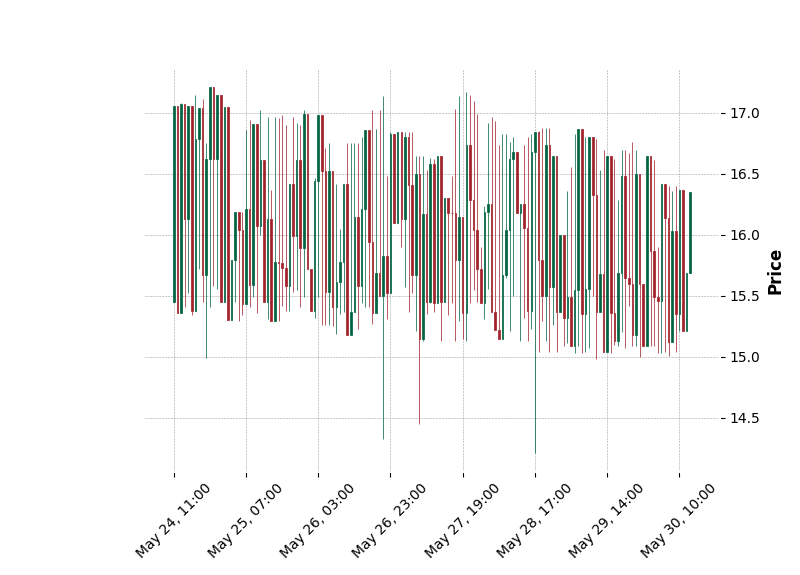 17.0
16.5
16.0
15.5
15.0
14.5
Price
May 24, 11:00
May 25, 07:00
May 26, 03:00
May 26, 23:00
May 27, 19:00
May 28, 17:00
May 29, 14:00
May 30, 10:00